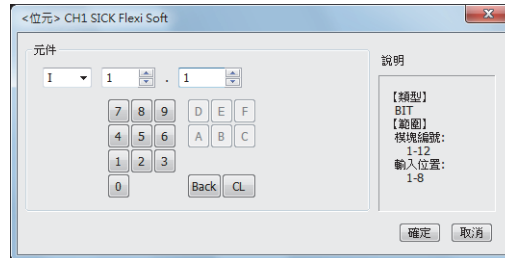 <位元> CH1 SICK Flexi Soft
元件
I 1 . 1
7 8 9 D E F
4 5 6 A B C
1 2 3
0 Back CL
說明
【類型】
BIT
【範圍】
模塊編號:
1-12
輸入位置:
1-8
確定 取消